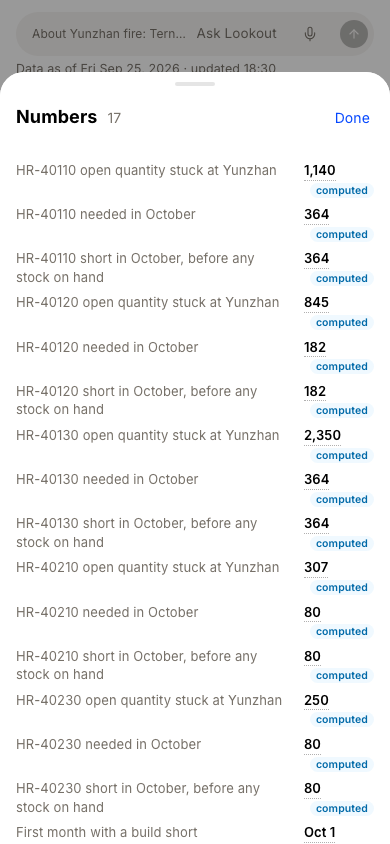 About Yunzhan fire: Tern... Ask Lookout
Data as of Fri Sep 25, 2026 · updated 18:30
Numbers 17 Done
HR-40110 open quantity stuck at Yunzhan 1,140
computed
HR-40110 needed in October 364
computed
HR-40110 short in October, before any 364
stock on hand computed
HR-40120 open quantity stuck at Yunzhan 845
computed
HR-40120 needed in October 182
computed
HR-40120 short in October, before any 182
stock on hand computed
HR-40130 open quantity stuck at Yunzhan 2,350
computed
HR-40130 needed in October 364
computed
HR-40130 short in October, before any 364
stock on hand computed
HR-40210 open quantity stuck at Yunzhan 307
computed
HR-40210 needed in October 80
computed
HR-40210 short in October, before any 80
stock on hand computed
HR-40230 open quantity stuck at Yunzhan 250
computed
HR-40230 needed in October 80
computed
HR-40230 short in October, before any 80
stock on hand computed
First month with a build short Oct 1